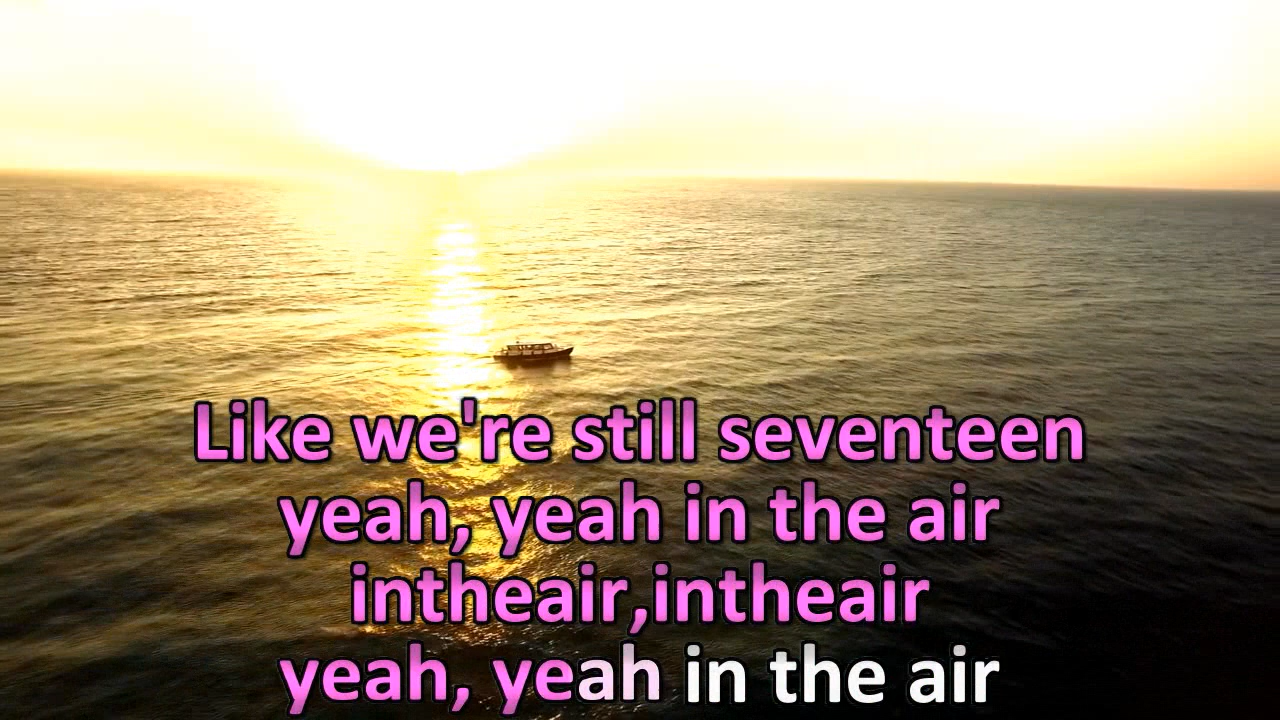 Like we're still seventeen
yeah, yeah in the air
intheair,intheair
yeah, yeah in the air